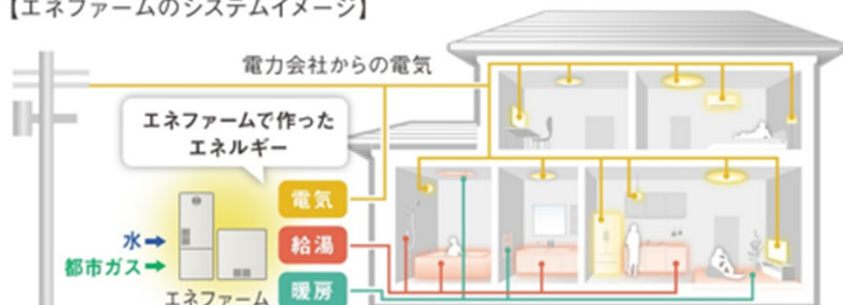 【エネファームのシステムイメージ】
電力会社からの電気
エネファームで作った
エネルギー
電気
水
給湯
都市ガス
暖房
エネファーム